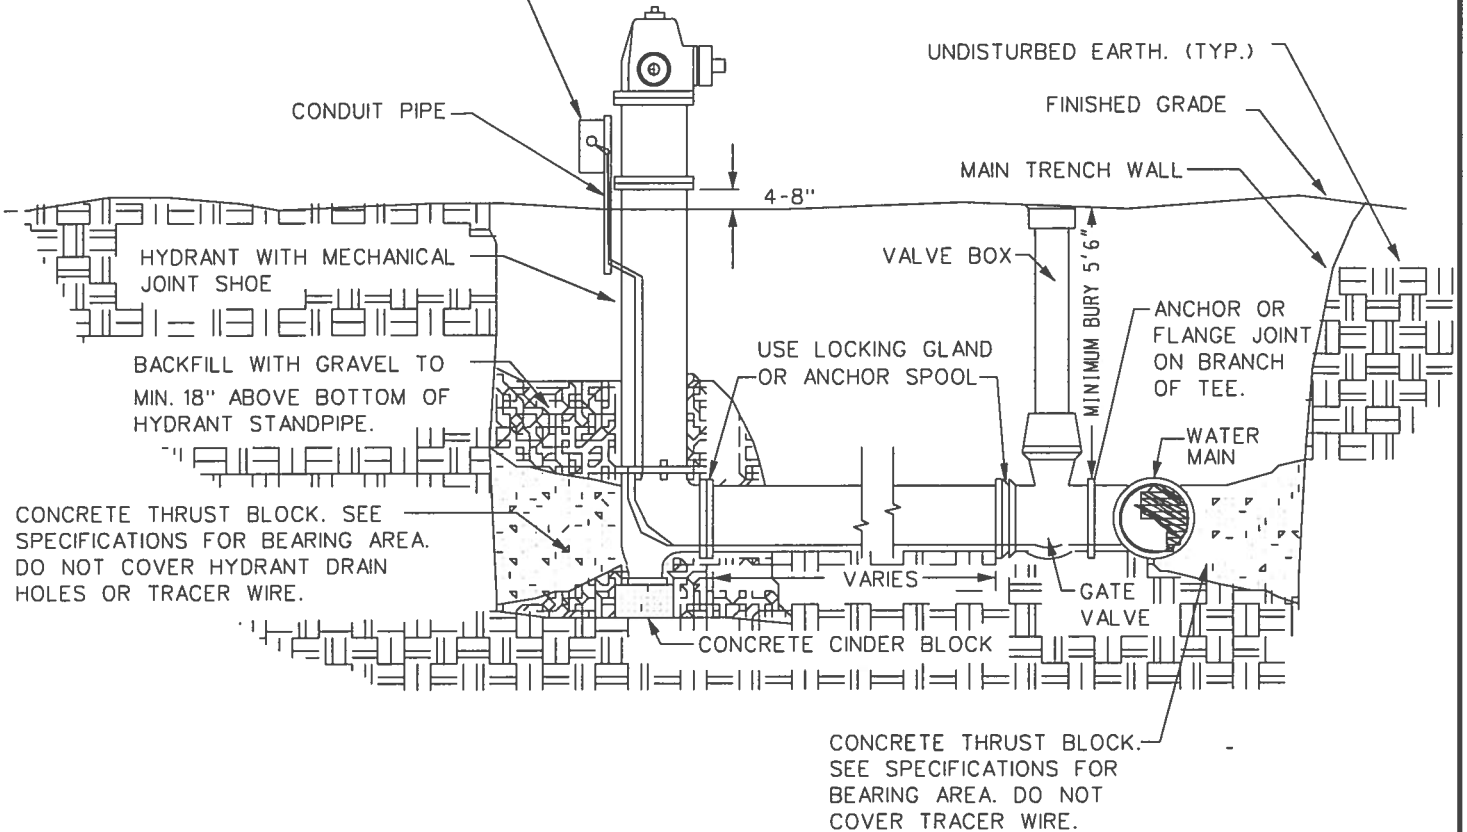 UNDISTURBED EARTH. (TYP.)
CONDUIT PIPE
FINISHED GRADE
MAIN TRENCH WALL
4-8"
HYDRANT WITH MECHANICAL
JOINT SHOE
VALVE BOX
MINIMUM BURY 5'6"
ANCHOR OR
FLANGE JOINT
ON BRANCH
OF TEE.
USE LOCKING GLAND
OR ANCHOR SPOOL
BACKFILL WITH GRAVEL TO
MIN. 18" ABOVE BOTTOM OF
HYDRANT STANDPIPE.
WATER
MAIN
CONCRETE THRUST BLOCK. SEE
SPECIFICATIONS FOR BEARING AREA.
DO NOT COVER HYDRANT DRAIN
HOLES OR TRACER WIRE.
VARIES
GATE
VALVE
CONCRETE CINDER BLOCK
CONCRETE THRUST BLOCK.
SEE SPECIFICATIONS FOR
BEARING AREA. DO NOT
COVER TRACER WIRE.